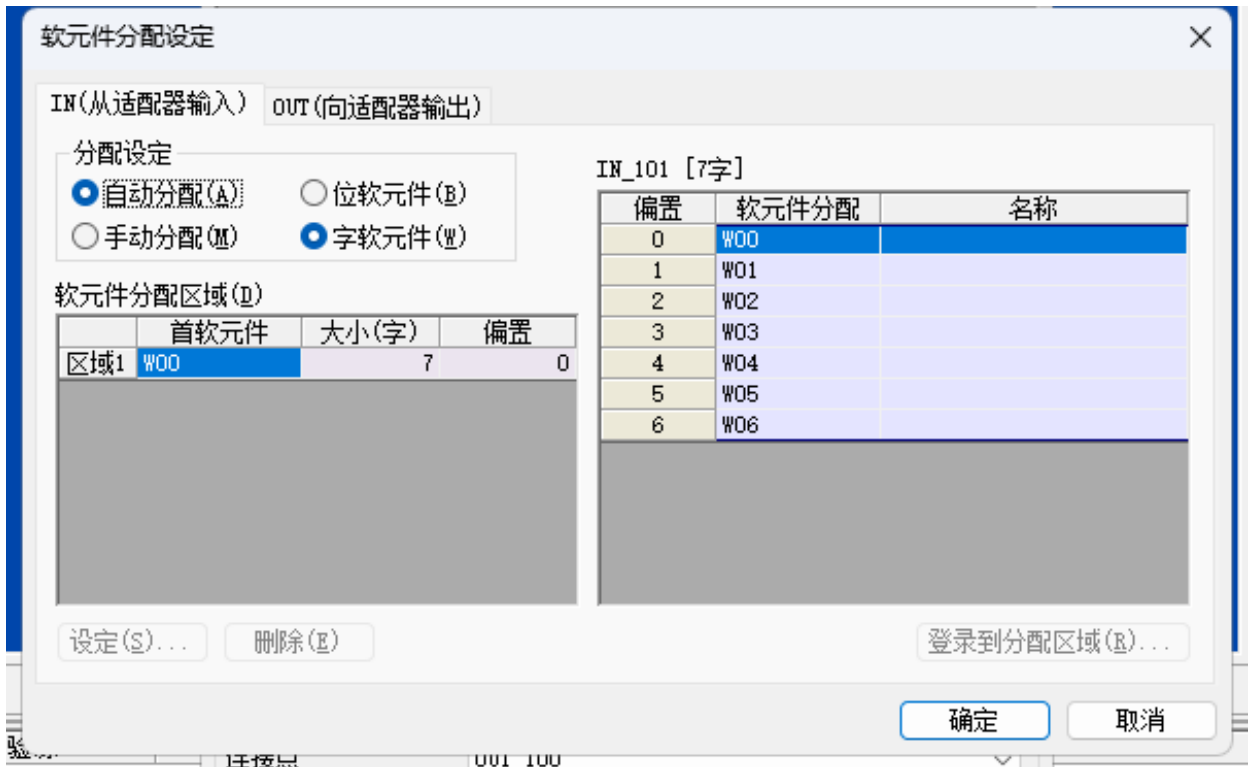 软元件分配设定
IN(从适配器输入) OUT(向适配器输出)
分配设定
自动分配(A) 位软元件(B)
手动分配(M) 字软元件(W)
软元件分配区域(D)
首软元件 大小(字) 偏置
区域1 W00 7 0
设定(S)... 删除(E)
IN_101 [7字]
偏置 软元件分配 名称
0 W00
1 W01
2 W02
3 W03
4 W04
5 W05
6 W06
登录到分配区域(R)...
确定 取消
连接点